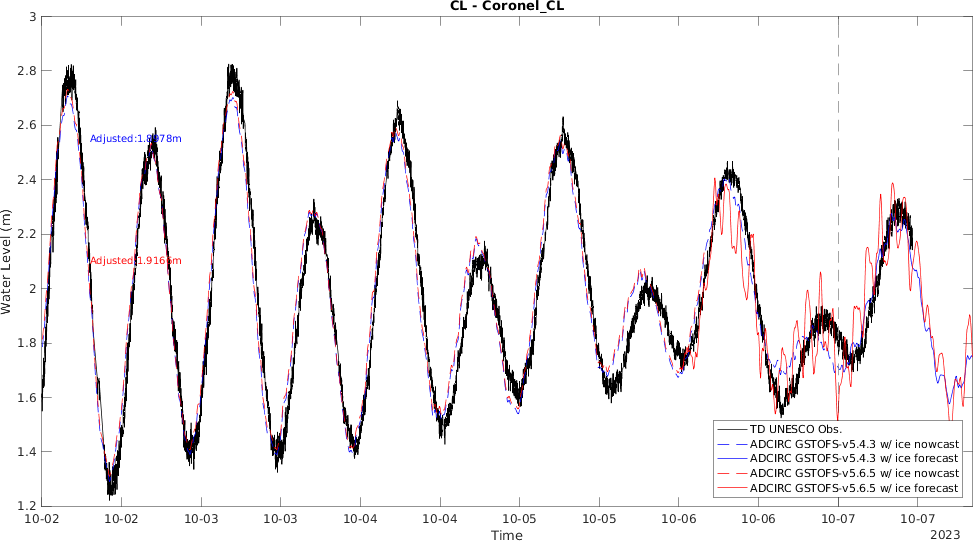 CL - Coronel_CL
3
2.8
2.6
2.4
2.2
2
1.8
1.6
1.4
1.2
Water Level (m)
Adjusted:1.8978m
Adjusted:1.9166m
10-02
10-02
10-03
10-03
10-04
10-04
10-05
10-05
10-06
10-06
10-07
10-07
2023
Time
TD UNESCO Obs.
ADCIRC GSTOFS-v5.4.3 w/ ice nowcast
ADCIRC GSTOFS-v5.4.3 w/ ice forecast
ADCIRC GSTOFS-v5.6.5 w/ ice nowcast
ADCIRC GSTOFS-v5.6.5 w/ ice forecast